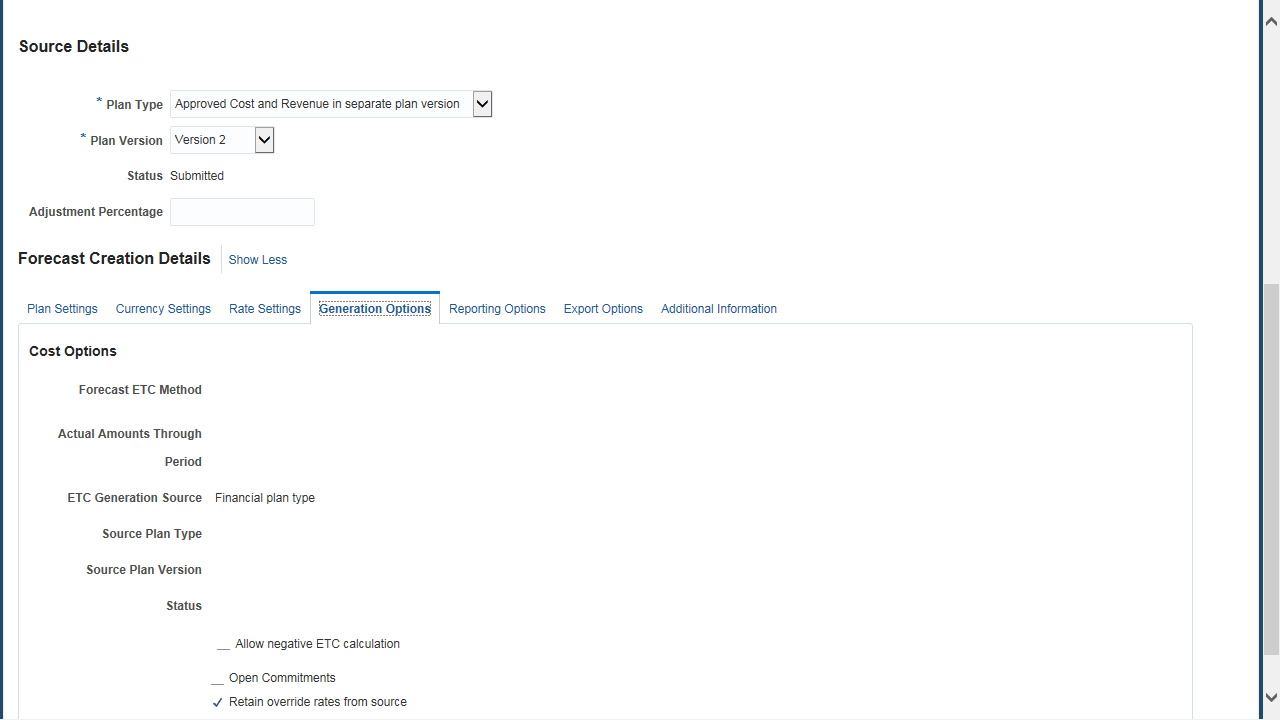 Source Details
* Plan Type Approved Cost and Revenue in separate plan version
* Plan Version Version 2
Status Submitted
Adjustment Percentage
Forecast Creation Details Show Less
Plan Settings Currency Settings Rate Settings Generation Options Reporting Options Export Options Additional Information
Cost Options
Forecast ETC Method
Actual Amounts Through
Period
ETC Generation Source Financial plan type
Source Plan Type
Source Plan Version
Status
Allow negative ETC calculation
Open Commitments
Retain override rates from source